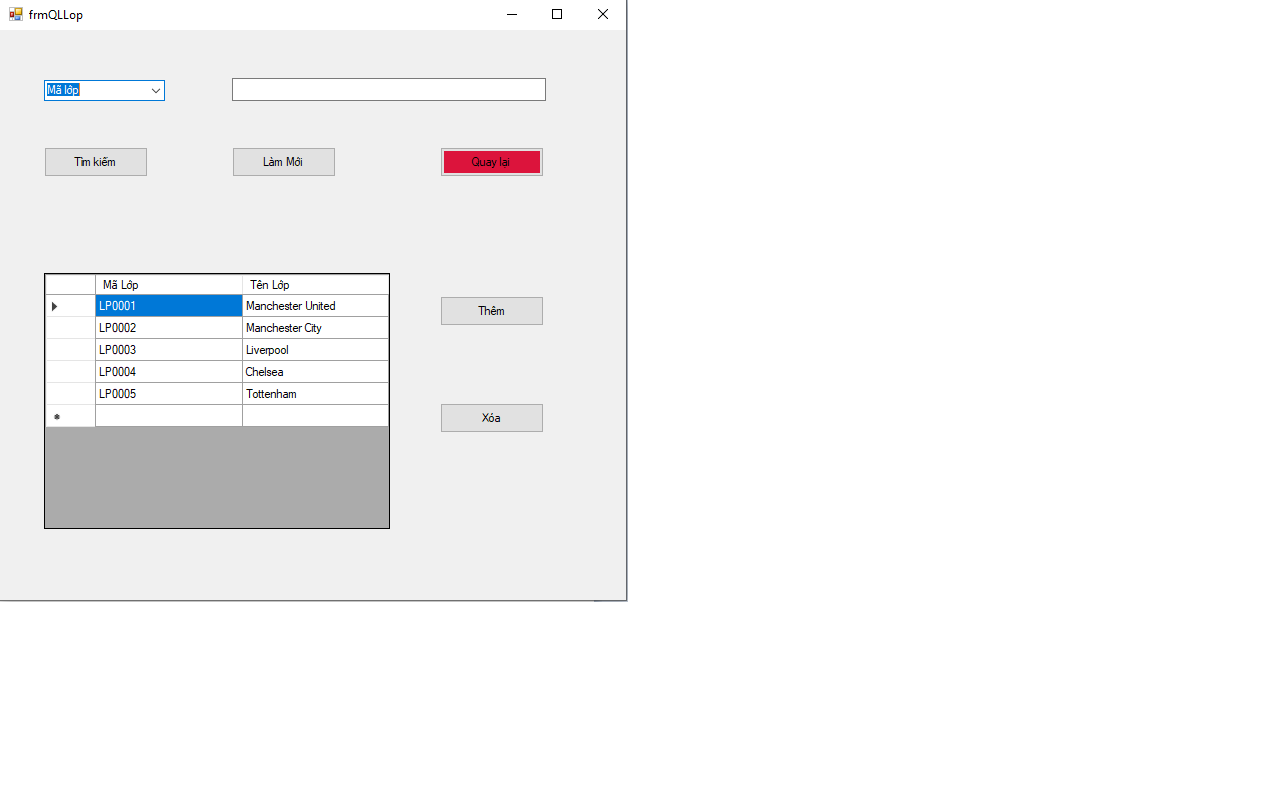 frmQLLop
Mã lớp
Tìm kiếm Làm Mới Quay lại
Mã Lớp Tên Lớp
LP0001 Manchester United
LP0002 Manchester City
LP0003 Liverpool
LP0004 Chelsea
LP0005 Tottenham
Thêm
Xóa